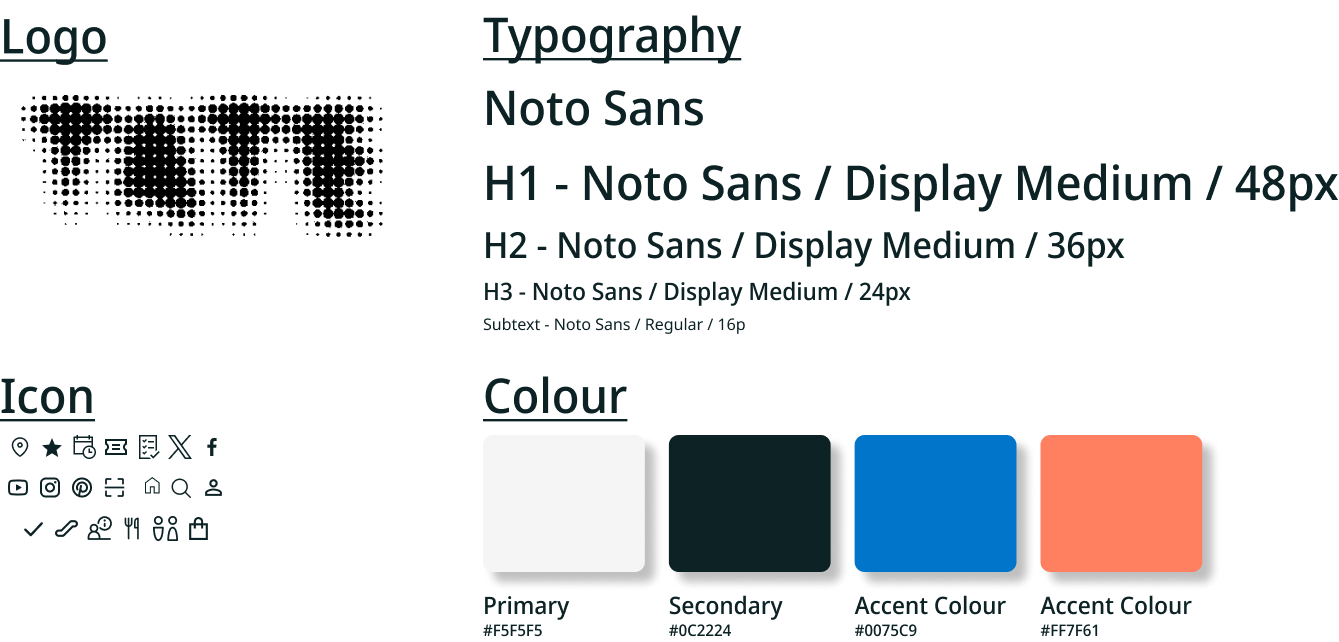 Logo
Typography
Noto Sans
H1 - Noto Sans / Display Medium / 48px
H2 - Noto Sans / Display Medium / 36px
H3 - Noto Sans / Display Medium / 24px
Subtext - Noto Sans / Regular / 16p
Icon
Colour
Primary
#F5F5F5
Secondary
#0C2224
Accent Colour
#0075C9
Accent Colour
#FF7F61